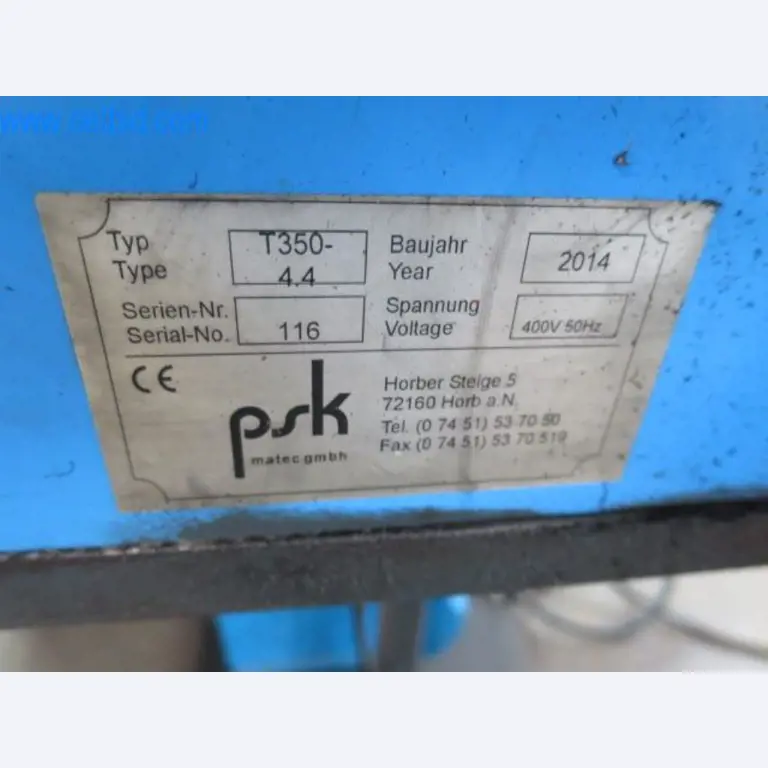 Typ
Type
T350-
4.4
Baujahr
Year
2014
Serien-Nr.
Serial-No.
116
Spannung
Voltage
400V 50Hz
CE
psk
matec gmbh
Horber Steige 5
72160 Horb a.N.
Tel. (0 74 51) 53 70 50
Fax (0 74 51) 53 70 519